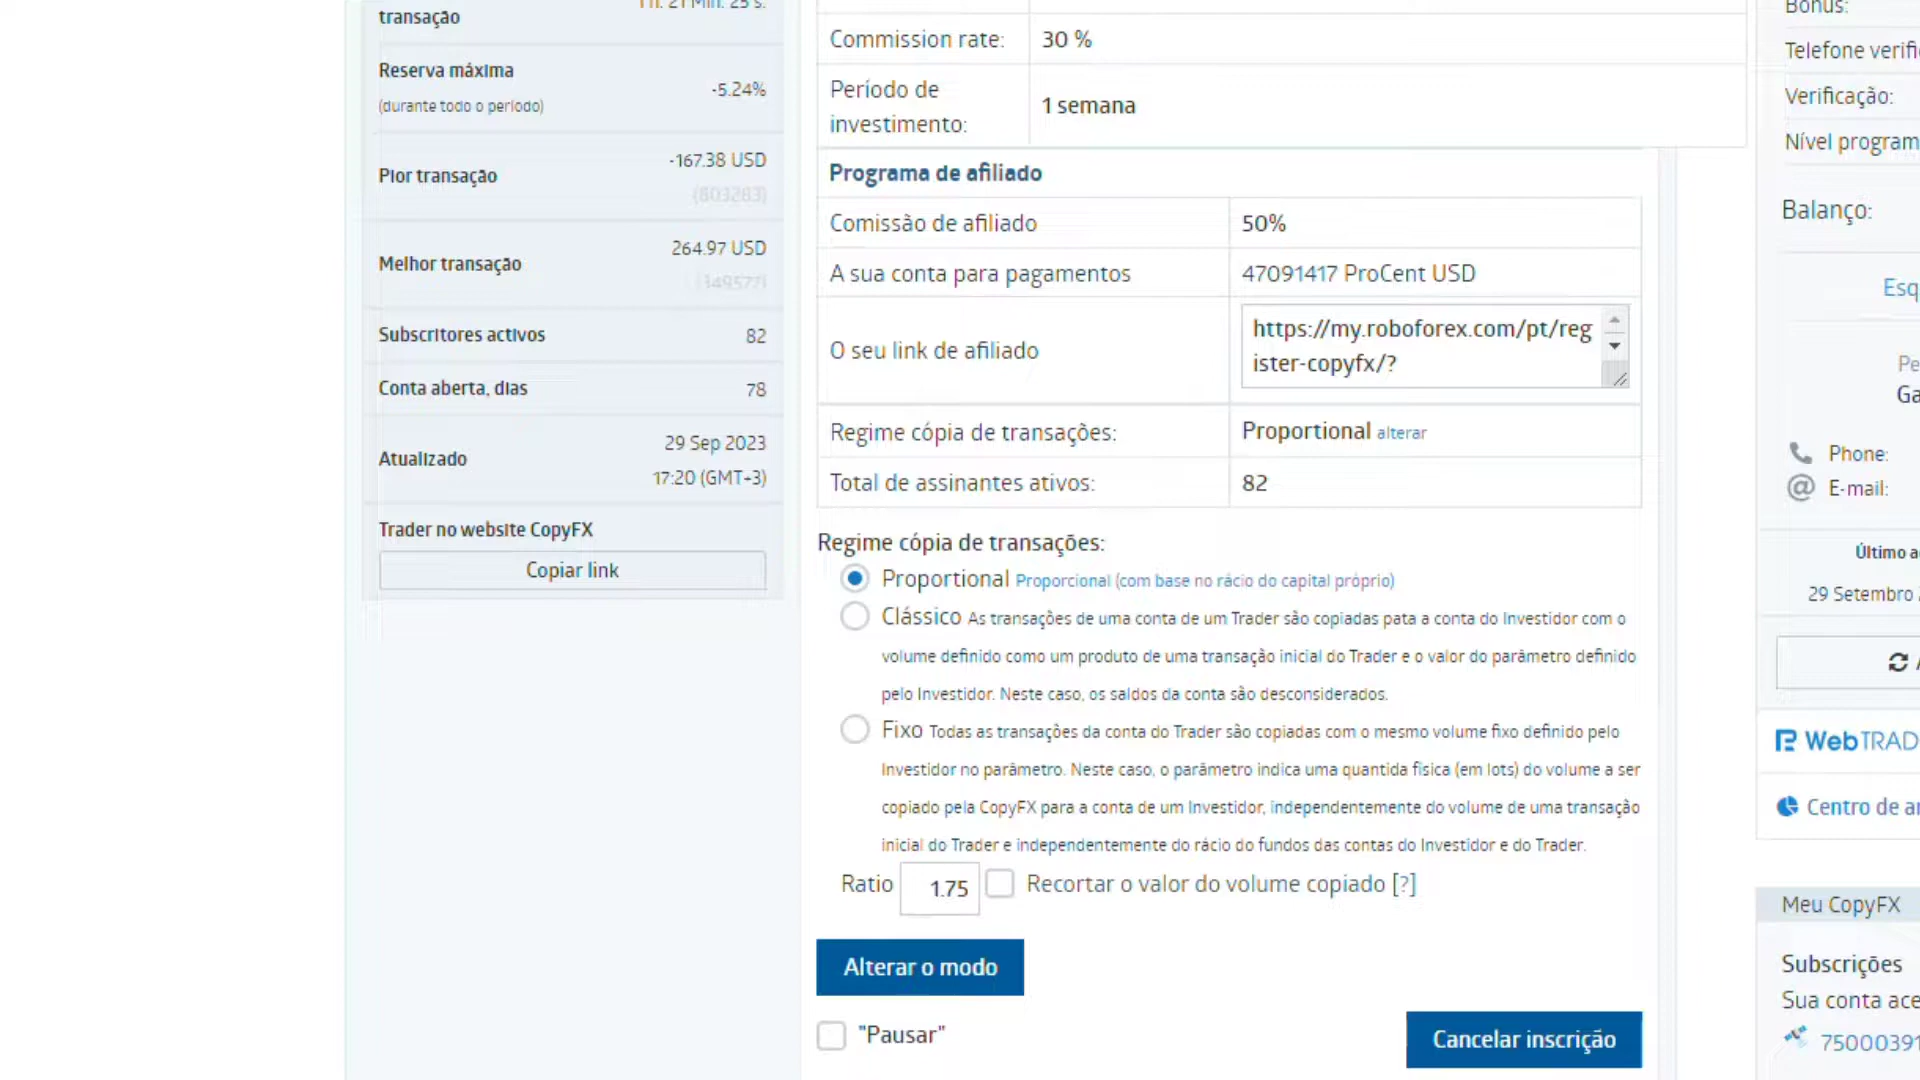 transação
Reserva máxima
(durante todo o período)
-5.24%
Pior transação
-167.38 USD
(803283)
Melhor transação
264.97 USD
Subscritores activos
82
Conta aberta, dias
78
Atualizado
29 Sep 2023
17:20 (GMT+3)
Trader no website CopyFX
Copiar link
Commission rate:
30 %
Período de
investimento:
1 semana
Programa de afiliado
Comissão de afiliado
50%
A sua conta para pagamentos
47091417 ProCent USD
O seu link de afiliado
https://my.roboforex.com/pt/reg
ister-copyfx/?
Regime cópia de transações:
Proportional alterar
Total de assinantes ativos:
82
Regime cópia de transações:
Proportional Proporcional (com base no rácio do capital próprio)
Clássico As transações de uma conta de um Trader são copiadas pata a conta do Investidor com o
volume definido como um produto de uma transação inicial do Trader e o valor do parâmetro definido
pelo Investidor. Neste caso, os saldos da conta são desconsiderados.
Fixo Todas as transações da conta do Trader são copiadas com o mesmo volume fixo definido pelo
Investidor no parâmetro. Neste caso, o parâmetro indica uma quantida física (em lots) do volume a ser
copiado pela CopyFX para a conta de um Investidor, independentemente do volume de uma transação
inicial do Trader e independentemente do rácio do fundos das contas do Investidor e do Trader.
Ratio 1.75 Recortar o valor do volume copiado [?]
Alterar o modo
"Pausar"
Cancelar inscrição
Bónus:
Telefone verifi
Verificação:
Nível program
Balanço:
Esq
Pe
Ga
Phone:
E-mail:
Último a
29 Setembro
WebTRAD
Centro de a
Meu CopyFX
Subscrições
Sua conta ace
7500039